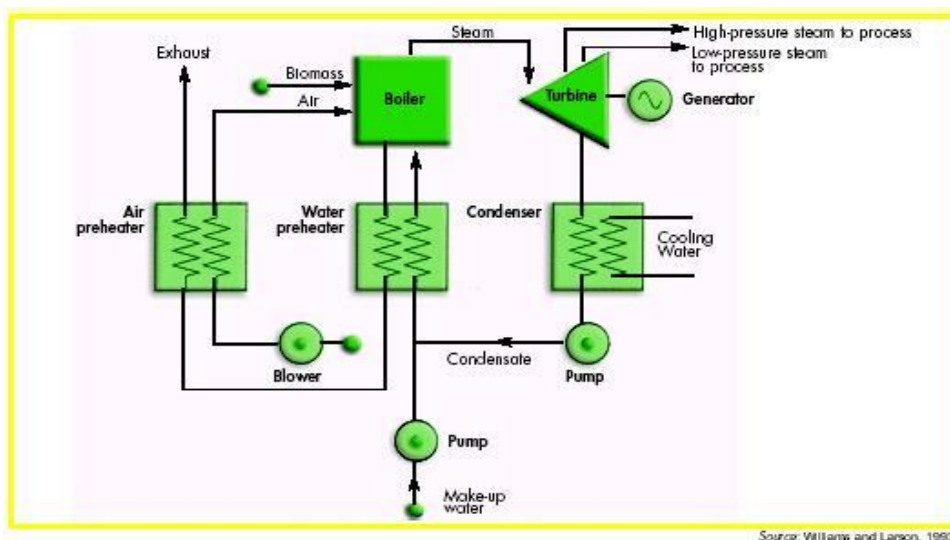 Steam
High-pressure steam to process
Low-pressure steam
to process
Exhaust
Biomass
Air
Boiler
Turbine
Generator
Air
preheater
Water
preheater
Condenser
Cooling
Water
Blower
Condensate
Pump
Pump
Make-up
water
Source: Williams and Larson, 199